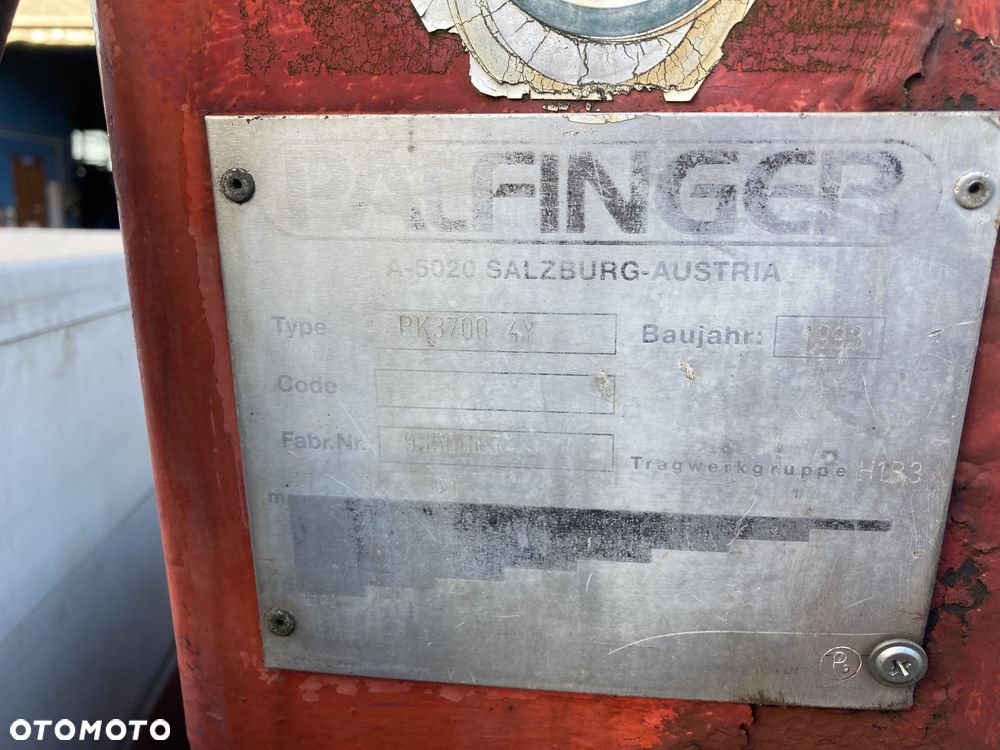 PALFINGER
A-5020 SALZBURG-AUSTRIA
Type PK3700 4Y Baujahr: 1993
Code
Fabr.Nr.
Tragwerkgruppe H1B3
m
OTOMOTO